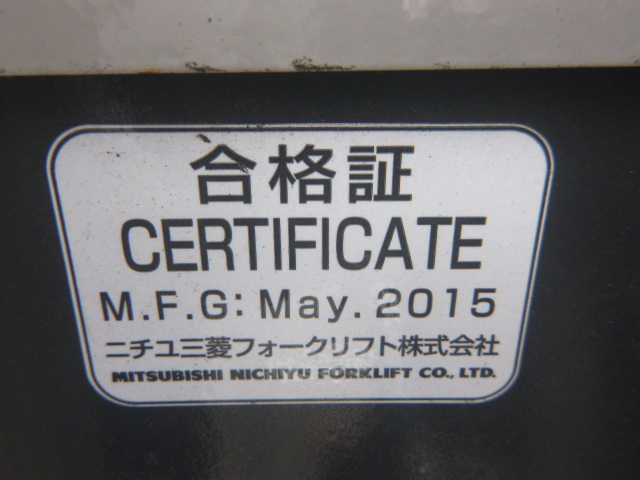 合格証
CERTIFICATE
M.F.G: May. 2015
ニチユ三菱フォークリフト株式会社
MITSUBISHI NICHIYU FORKLIFT CO., LTD.